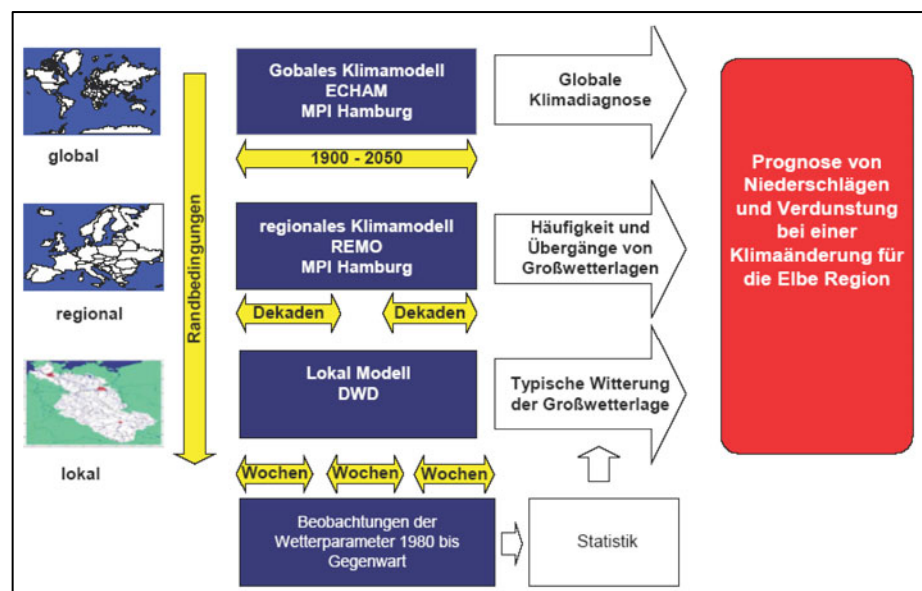 global
regional
lokal
Randbedingungen
Gobales Klimamodell
ECHAM
MPI Hamburg
1900 - 2050
regionales Klimamodell
REMO
MPI Hamburg
Dekaden
Dekaden
Lokal Modell
DWD
Wochen
Wochen
Wochen
Beobachtungen der
Wetterparameter 1980 bis
Gegenwart
Globale
Klimadiagnose
Häufigkeit und
Übergänge von
Großwetterlagen
Typische Witterung
der Großwetterlage
Statistik
Prognose von
Niederschlägen
und Verdunstung
bei einer
Klimaänderung für
die Elbe Region